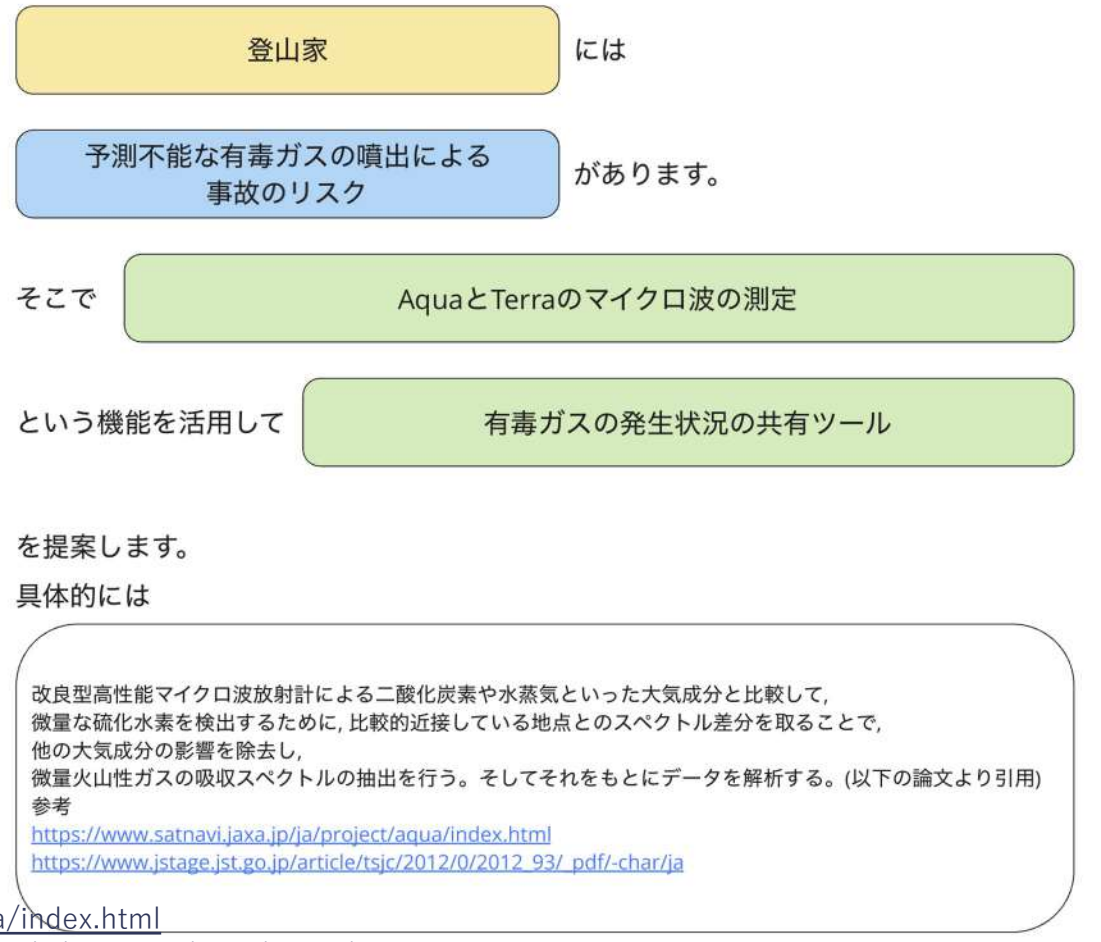 登山家 には
予測不能な有毒ガスの噴出による
事故のリスク
があります。
そこで AquaとTerraのマイクロ波の測定
という機能を活用して 有毒ガスの発生状況の共有ツール
を提案します。
具体的には
改良型高性能マイクロ波放射計による二酸化炭素や水蒸気といった大気成分と比較して,
微量な硫化水素を検出するために, 比較的近接している地点とのスペクトル差分を取ることで,
他の大気成分の影響を除去し,
微量火山性ガスの吸収スペクトルの抽出を行う。そしてそれをもとにデータを解析する。(以下の論文より引用)
参考
https://www.satnavi.jaxa.jp/ja/project/aqua/index.html
https://www.jstage.jst.go.jp/article/tsjc/2012/0/2012_93/_pdf/-char/ja
a/index.html